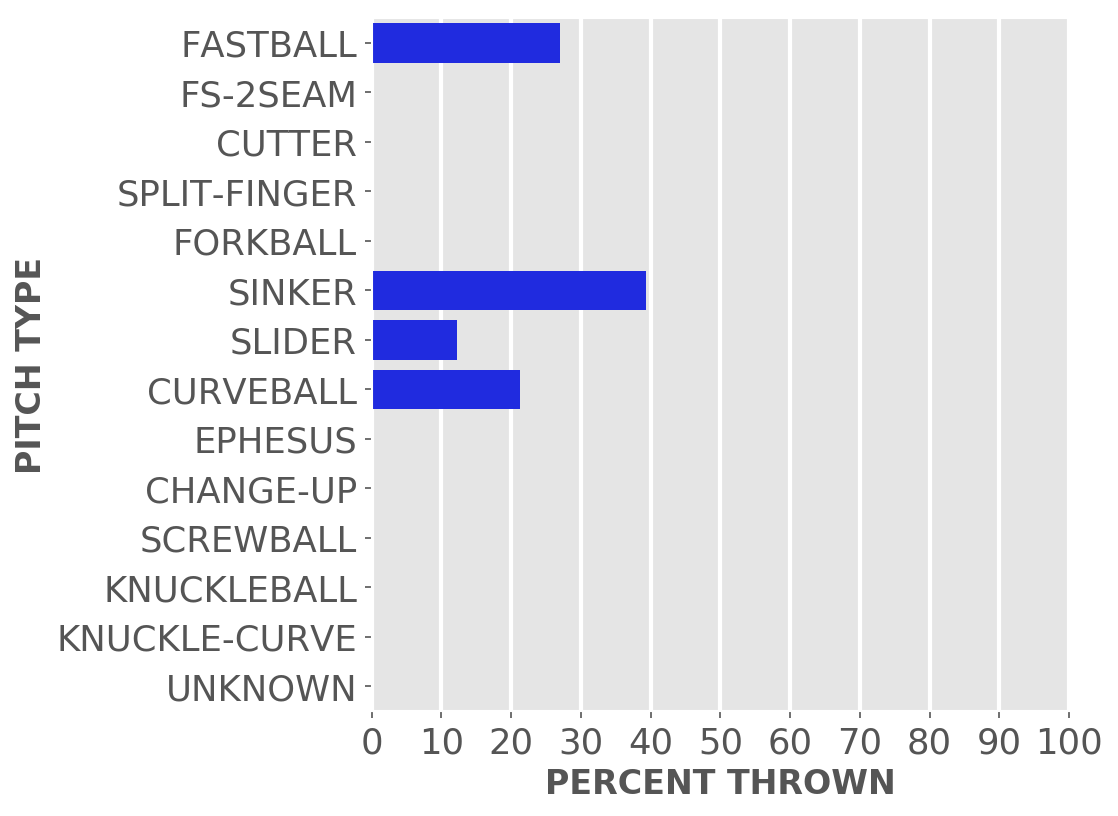 FASTBALL
FS-2SEAM
CUTTER
SPLIT-FINGER
FORKBALL
SINKER
SLIDER
CURVEBALL
EPHESUS
CHANGE-UP
SCREWBALL
KNUCKLEBALL
KNUCKLE-CURVE
UNKNOWN
PITCH TYPE
0 10 20 30 40 50 60 70 80 90 100
PERCENT THROWN